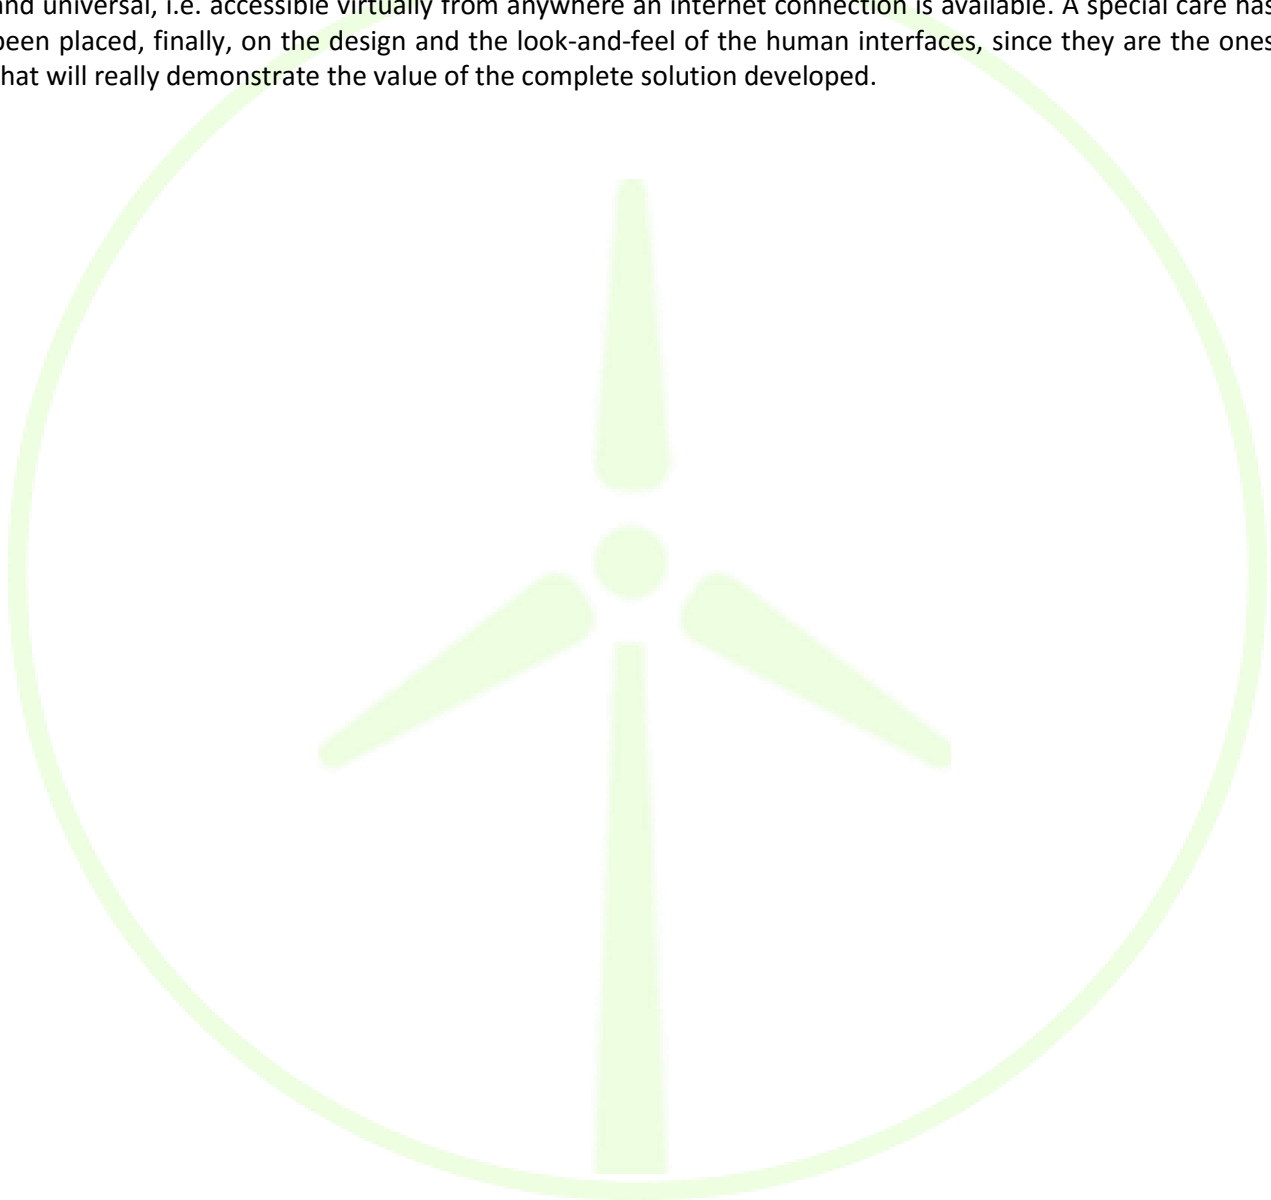 and universal, i.e. accessible virtually from anywhere an internet connection is available. A special care has
been placed, finally, on the design and the look-and-feel of the human interfaces, since they are the ones
that will really demonstrate the value of the complete solution developed.